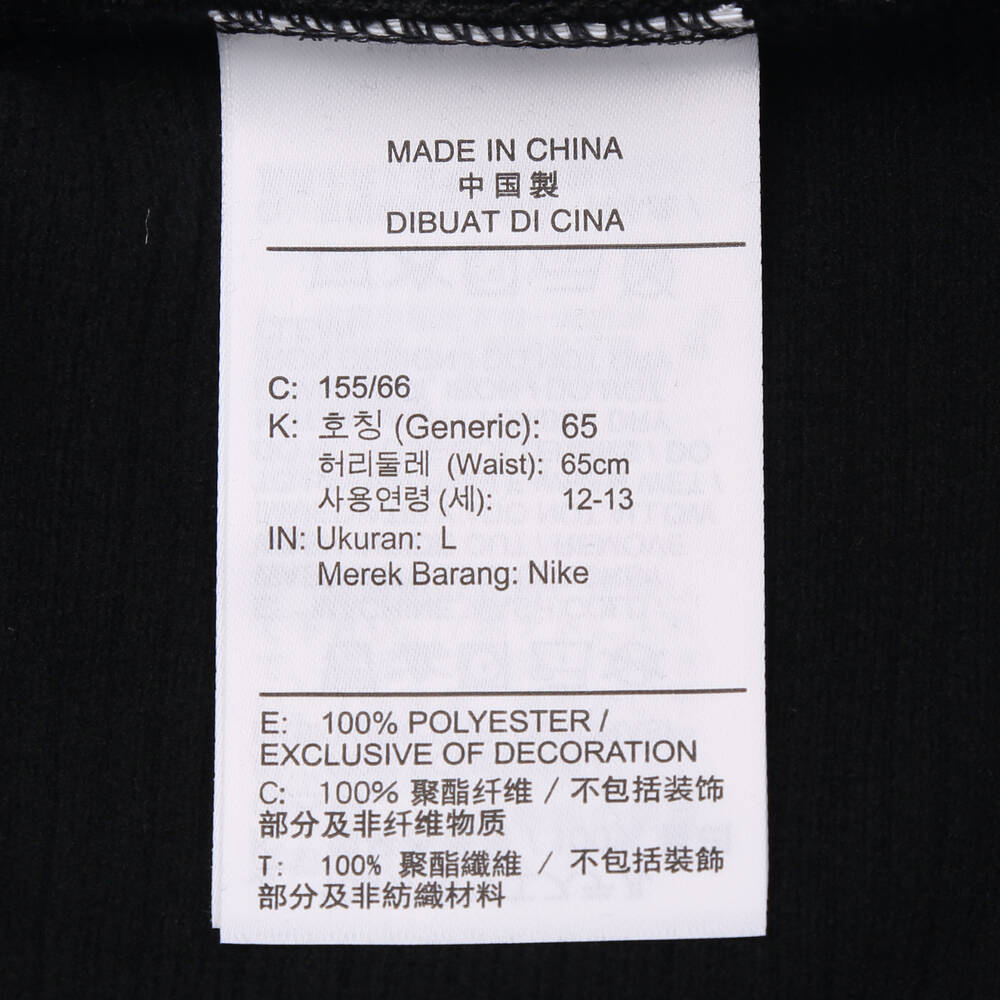 MADE IN CHINA
中国製
DIBUAT DI CINA
C: 155/66
K: 호칭 (Generic): 65
허리둘레 (Waist): 65cm
사용연령 (세): 12-13
IN: Ukuran: L
Merek Barang: Nike
E: 100% POLYESTER /
EXCLUSIVE OF DECORATION
C: 100% 聚酯纤维 / 不包括装饰
部分及非纤维物质
T: 100% 聚酯纖維 / 不包括裝飾
部分及非紡織材料